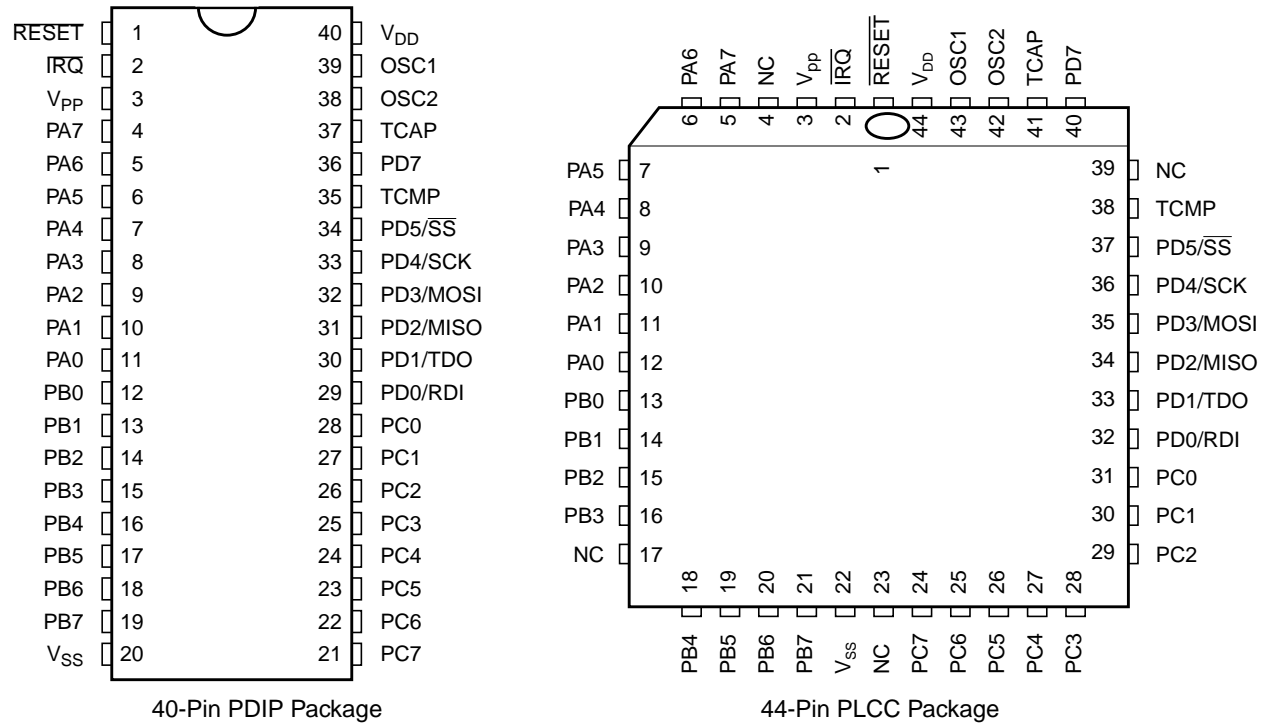 R̅E̅S̅E̅T̅ 1 40 VDD
I̅R̅Q̅ 2 39 OSC1
VPP 3 38 OSC2
PA7 4 37 TCAP
PA6 5 36 PD7
PA5 6 35 TCMP
PA4 7 34 PD5/S̅S̅
PA3 8 33 PD4/SCK
PA2 9 32 PD3/MOSI
PA1 10 31 PD2/MISO
PA0 11 30 PD1/TDO
PB0 12 29 PD0/RDI
PB1 13 28 PC0
PB2 14 27 PC1
PB3 15 26 PC2
PB4 16 25 PC3
PB5 17 24 PC4
PB6 18 23 PC5
PB7 19 22 PC6
VSS 20 21 PC7
40-Pin PDIP Package
PA6 PA7 NC Vpp I̅R̅Q̅ R̅E̅S̅E̅T̅ VDD OSC1 OSC2 TCAP PD7
6 5 4 3 2 44 43 42 41 40
1
PA5 7 39 NC
PA4 8 38 TCMP
PA3 9 37 PD5/S̅S̅
PA2 10 36 PD4/SCK
PA1 11 35 PD3/MOSI
PA0 12 34 PD2/MISO
PB0 13 33 PD1/TDO
PB1 14 32 PD0/RDI
PB2 15 31 PC0
PB3 16 30 PC1
NC 17 29 PC2
18 19 20 21 22 23 24 25 26 27 28
PB4 PB5 PB6 PB7 VSS NC PC7 PC6 PC5 PC4 PC3
44-Pin PLCC Package